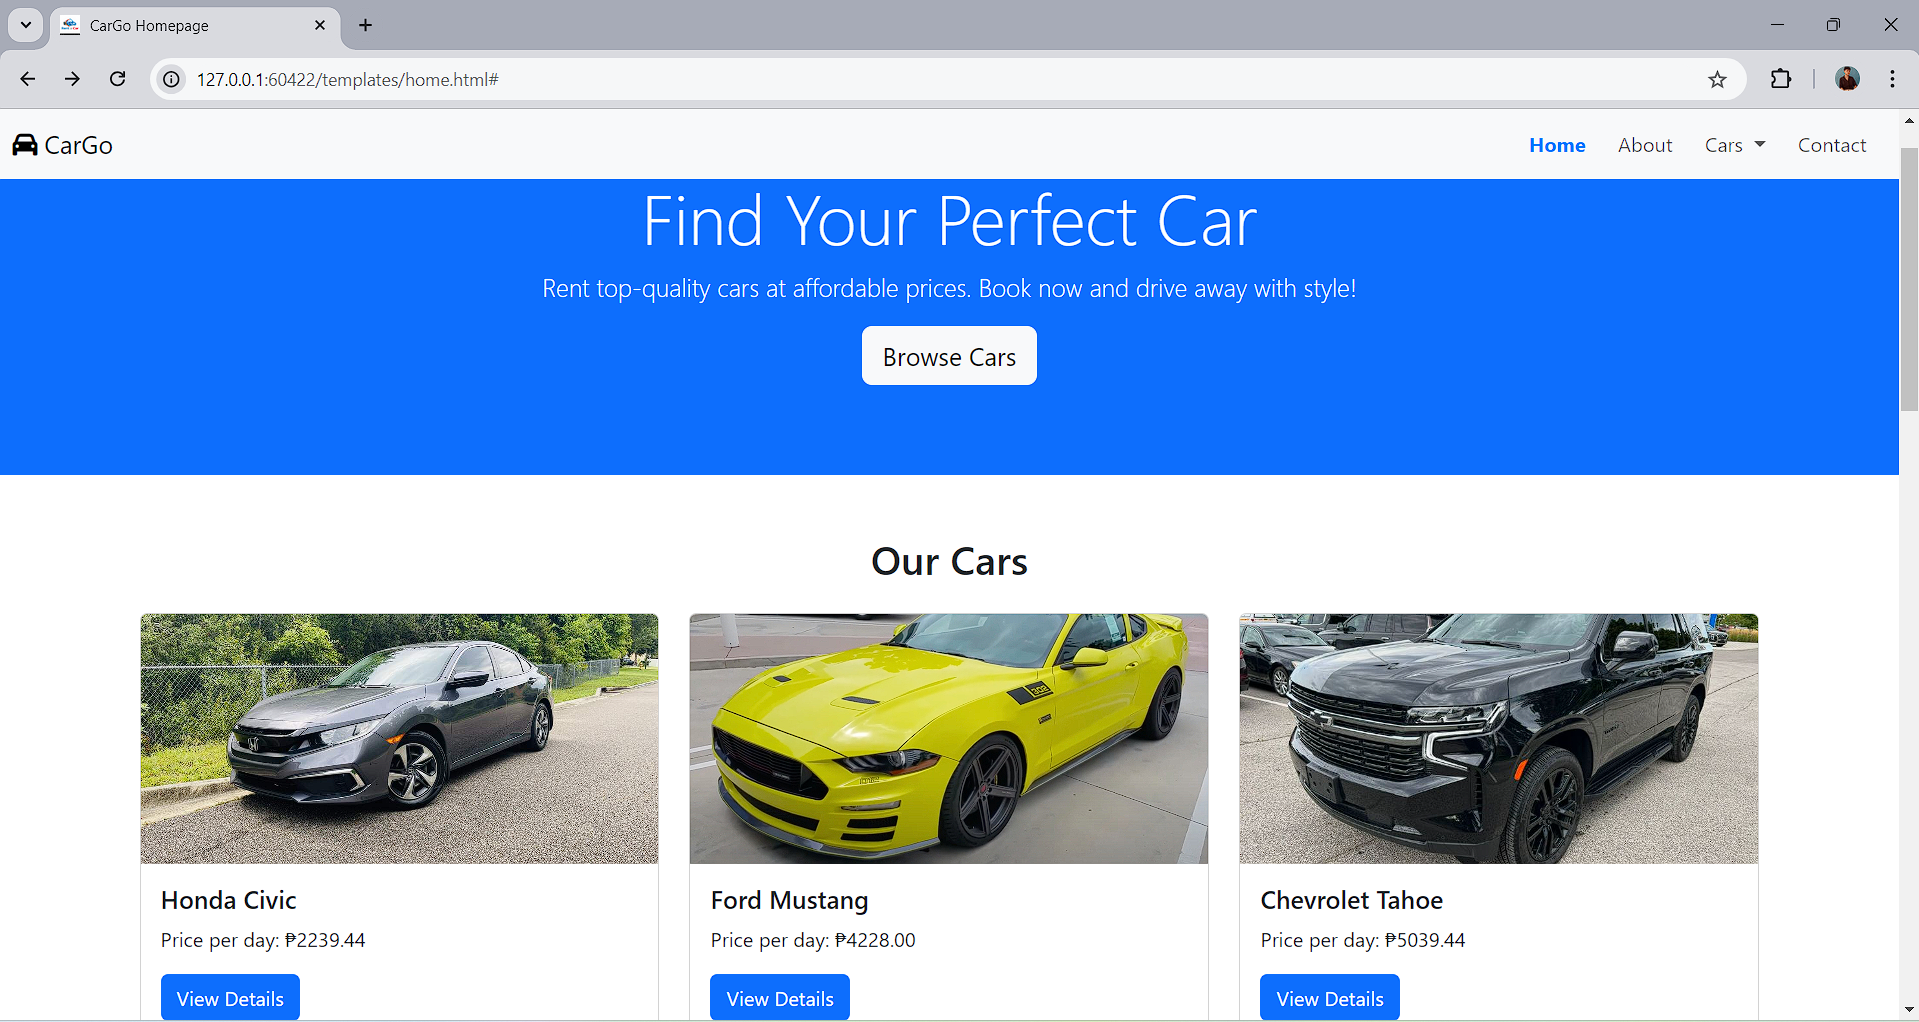 CarGo Homepage
127.0.0.1:60422/templates/home.html#
CarGo
Home About Cars Contact
Find Your Perfect Car
Rent top-quality cars at affordable prices. Book now and drive away with style!
Browse Cars
Our Cars
Honda Civic
Price per day: ₱2239.44
View Details
Ford Mustang
Price per day: ₱4228.00
View Details
Chevrolet Tahoe
Price per day: ₱5039.44
View Details